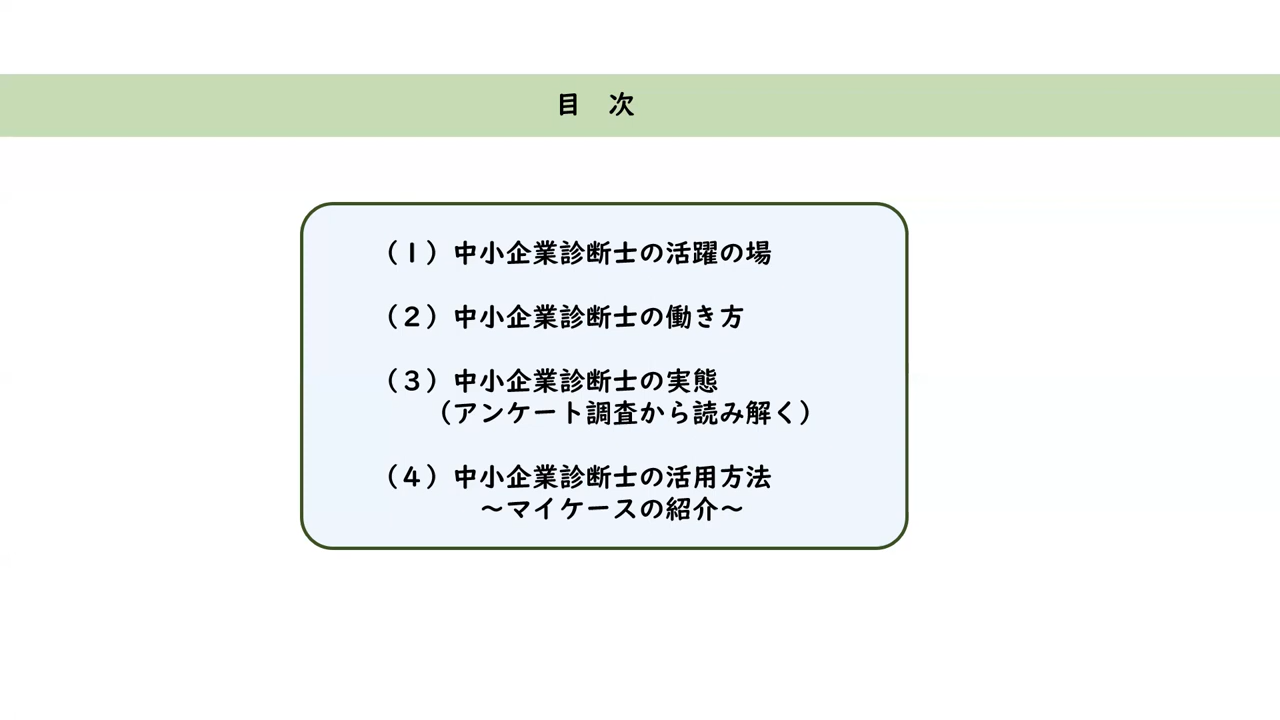 目　次
（１）中小企業診断士の活躍の場
（２）中小企業診断士の働き方
（３）中小企業診断士の実態
（アンケート調査から読み解く）
（４）中小企業診断士の活用方法
～マイケースの紹介～